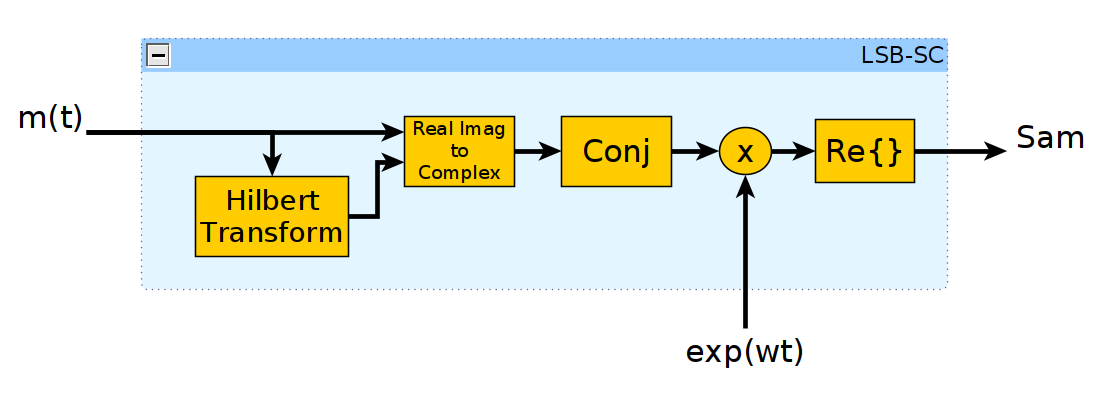 LSB-SC
m(t)
Real Imag
to
Complex
Conj
x
Re{}
Sam
Hilbert
Transform
exp(wt)